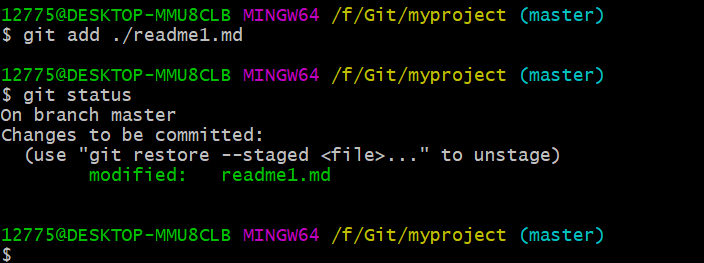 12775@DESKTOP-MMU8CLB MINGW64 /f/Git/myproject (master)
$ git add ./readme1.md
12775@DESKTOP-MMU8CLB MINGW64 /f/Git/myproject (master)
$ git status
On branch master
Changes to be committed:
  (use "git restore --staged <file>..." to unstage)
        modified:   readme1.md
12775@DESKTOP-MMU8CLB MINGW64 /f/Git/myproject (master)
$